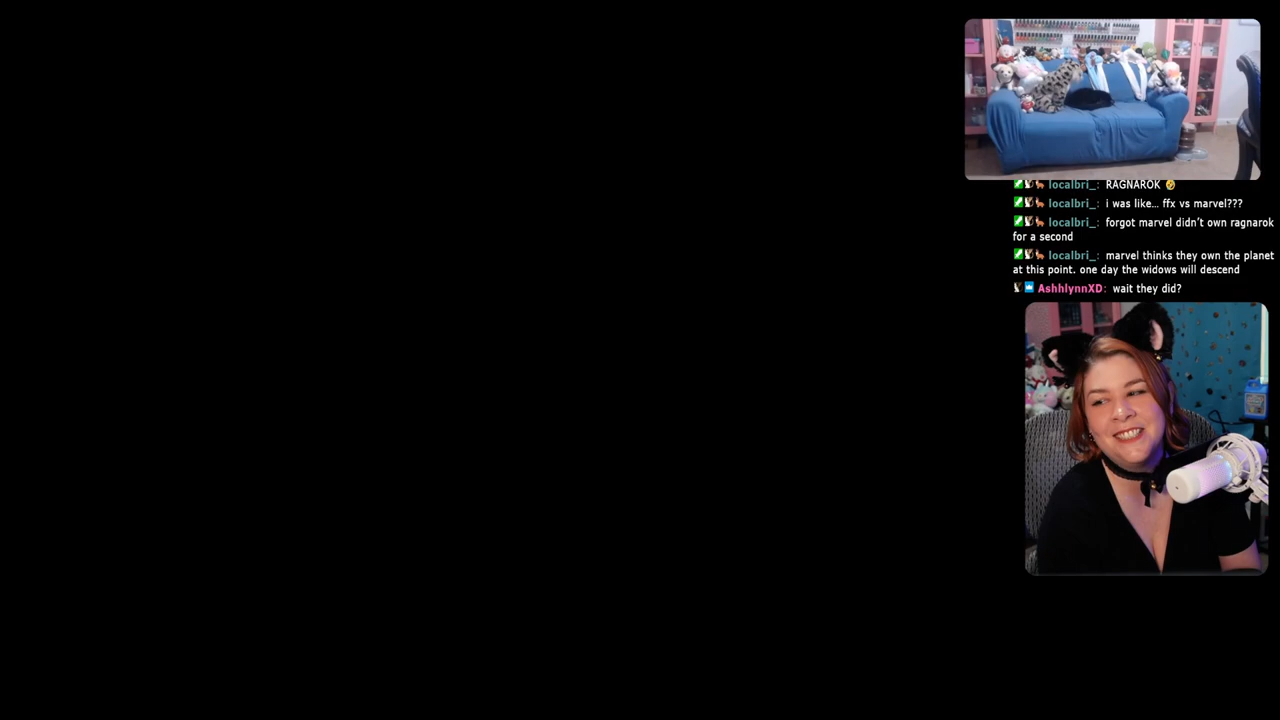 localbri_: RAGNAROK 🤣
localbri_: i was like... ffx vs marvel???
localbri_: forgot marvel didn't own ragnarok
for a second
localbri_: marvel thinks they own the planet
at this point. one day the widows will descend
AshhlynnXD: wait they did?